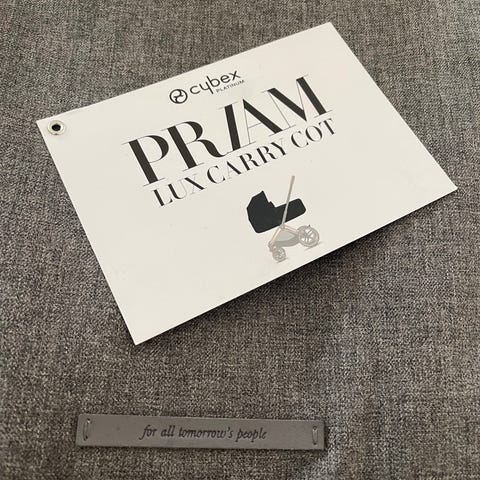 cybex
PLATINUM
PRIAM
LUX CARRY COT
for all tomorrow's people